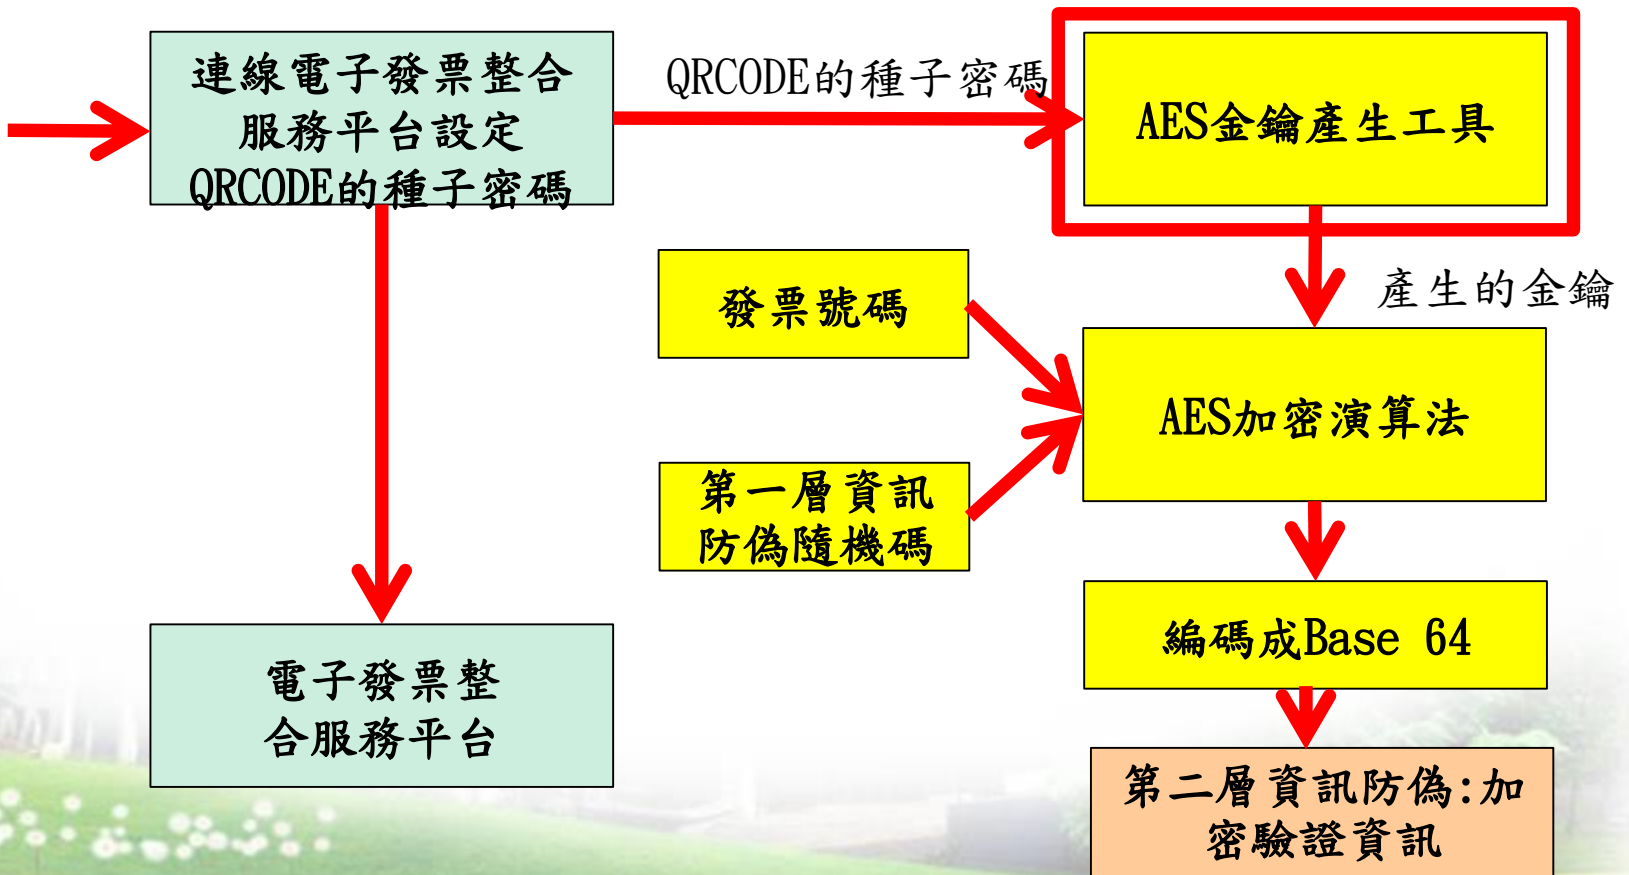 連線電子發票整合
服務平台設定
QRCODE的種子密碼
QRCODE的種子密碼
AES金鑰產生工具
發票號碼
產生的金鑰
AES加密演算法
第一層資訊
防偽隨機碼
編碼成Base 64
電子發票整
合服務平台
第二層資訊防偽:加
密驗證資訊